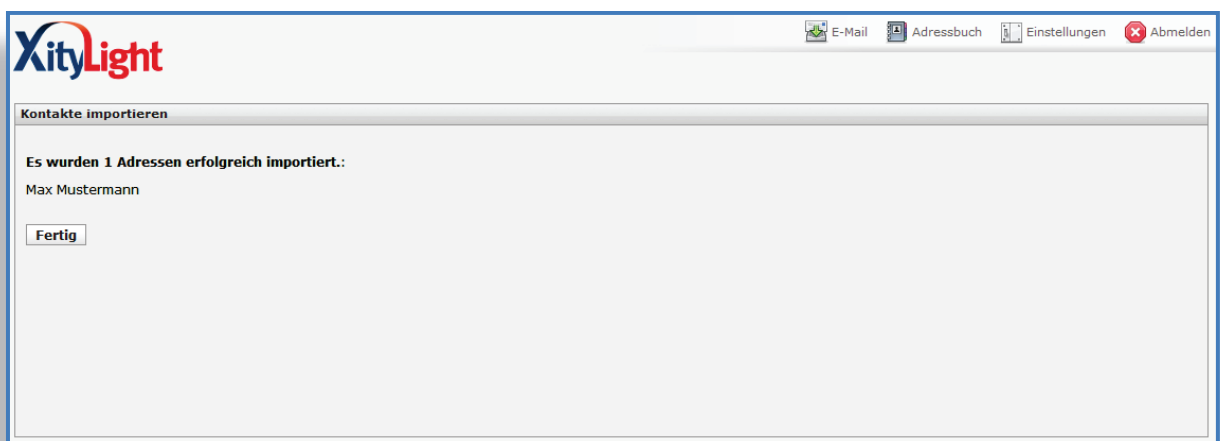 XityLight
E-Mail Adressbuch Einstellungen Abmelden
Kontakte importieren
Es wurden 1 Adressen erfolgreich importiert.:
Max Mustermann
Fertig